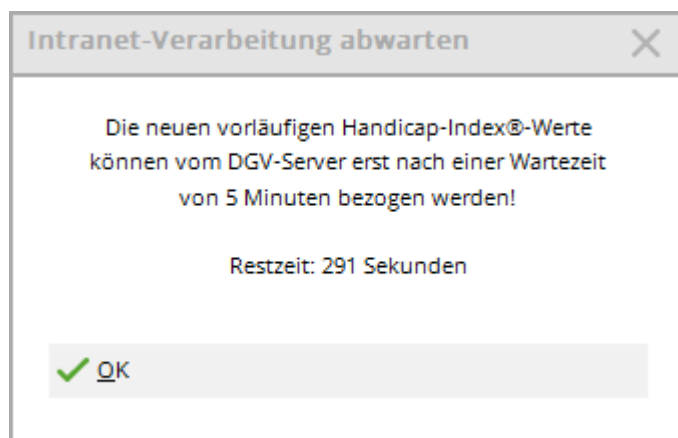 Intranet-Verarbeitung abwarten
Die neuen vorläufigen Handicap-Index®-Werte
können vom DGV-Server erst nach einer Wartezeit
von 5 Minuten bezogen werden!
Restzeit: 291 Sekunden
OK